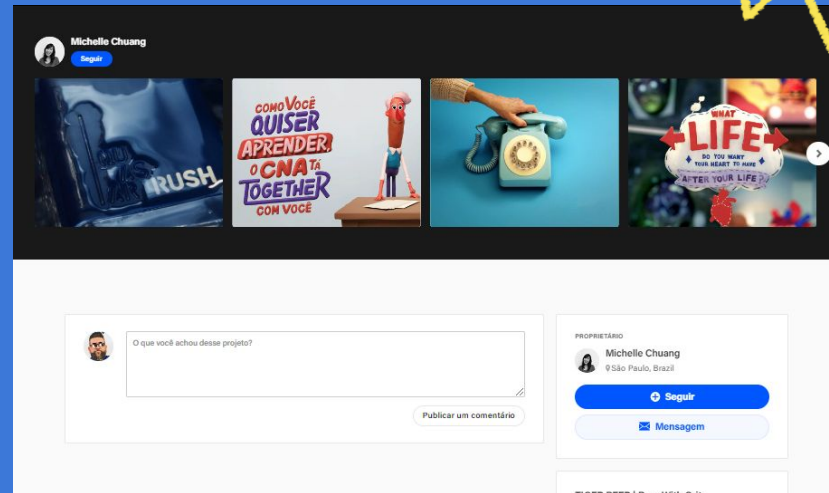 Michelle Chuang
Seguir
RUSH
COMO VOCÊ
QUISER
APRENDER,
O CNA TÁ
TOGETHER
COM VOCÊ
WHAT
LIFE
DO YOU WANT
YOUR HEART TO HAVE
AFTER YOUR LIFE?
O que você achou desse projeto?
Publicar um comentário
PROPRIETÁRIO
Michelle Chuang
São Paulo, Brazil
Seguir
Mensagem